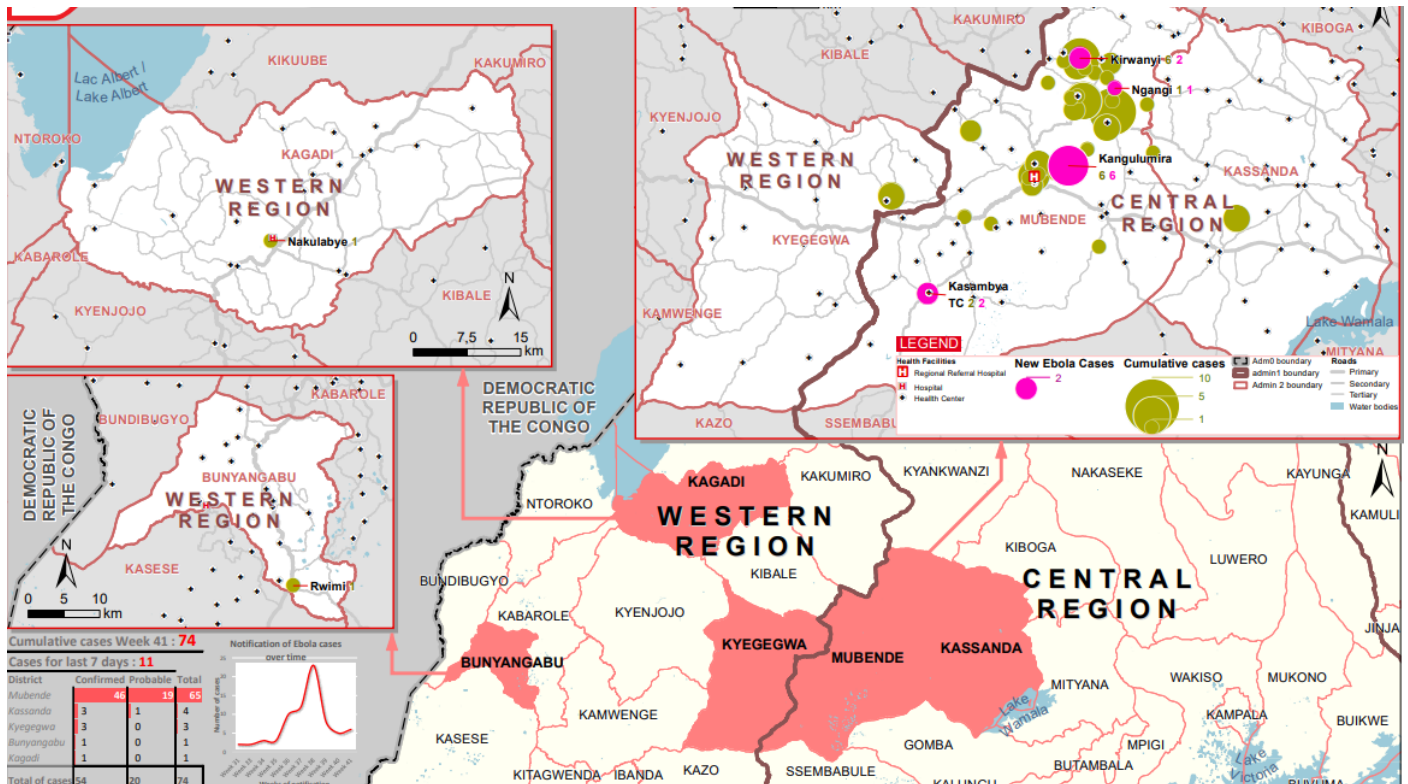 Lac Albert /
Lake Albert
KIKUUBE
KAKUMIRO
NTOROKO
KAGADI
WESTERN
REGION
Nakulabye 1
KABAROLE
KYENJOJO
KIBALE
N
0 7,5 15
km
KAKUMIRO
KIBOGA
KIBALE
Kirwanyi 6 2
Ngangi 1 1
KYENJOJO
WESTERN
REGION
Kangulumira
6 6
KASSANDA
CENTRAL
REGION
MUBENDE
KYEGEGWA
Kasambya
TC 2 2
KAMWENGE
Lake Wamala
MITYANA
KAZO
LEGEND
Health Facilities
H Regional Referral Hospital
H Hospital
Health Center
New Ebola Cases
2
Cumulative cases
10
5
1
Adm0 boundary
admin1 boundary
Admin 2 boundary
Roads
Primary
Secondary
Tertiary
Water bodies
DEMOCRATIC
REPUBLIC OF
THE CONGO
KABAROLE
BUNDIBUGYO
BUNYANGABU
WESTERN
REGION
KASESE
Rwimi 1
N
0 5 10
km
DEMOCRATIC
REPUBLIC OF
THE CONGO
N
NTOROKO
KAGADI
KAKUMIRO
KYANKWANZI
NAKASEKE
KAYUNGA
KAMULI
WESTERN
REGION
KIBALE
KIBOGA
LUWERO
CENTRAL
REGION
BUNDIBUGYO
KABAROLE
KYENJOJO
JINJA
BUNYANGABU
KYEGEGWA
MUBENDE
KASSANDA
MITYANA
WAKISO
MUKONO
Lake
Wamala
KAMWENGE
KAMPALA
BUIKWE
KASESE
GOMBA
MPIGI
Lake
Victoria
KITAGWENDA
IBANDA
KAZO
SSEMBABULE
BUTAMBALA
Cumulative cases Week 41 : 74
Cases for last 7 days : 11
District Confirmed Probable Total
Mubende 46 19 65
Kassanda 3 1 4
Kyegegwa 3 0 3
Bunyangabu 1 0 1
Kagadi 1 0 1
Total of cases 54 20 74
Notification of Ebola cases
over time
Number of cases